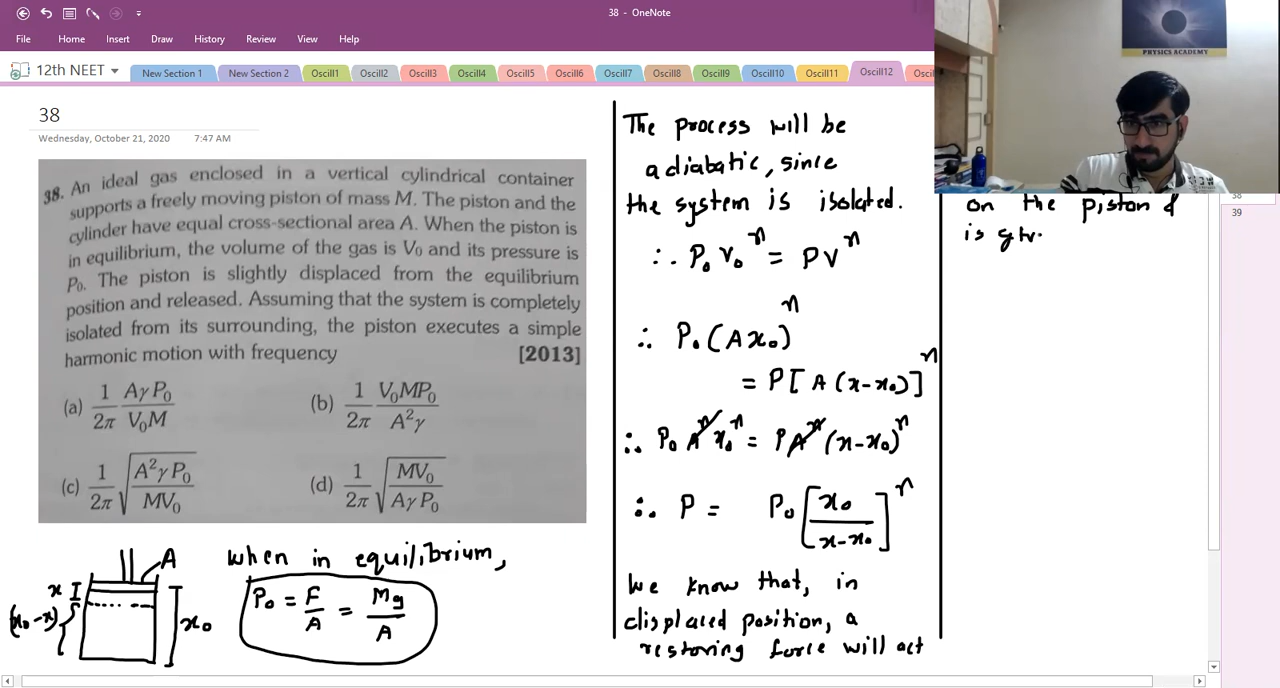 38 - OneNote
File Home Insert Draw History Review View Help
12th NEET New Section 1 New Section 2 Oscill1 Oscill2 Oscill3 Oscill4 Oscill5 Oscill6 Oscill7 Oscill8 Oscill9 Oscill10 Oscill11 Oscill12 Oscil
PHYSICS ACADEMY
38
Wednesday, October 21, 2020 7:47 AM
38. An ideal gas enclosed in a vertical cylindrical container
supports a freely moving piston of mass M. The piston and the
cylinder have equal cross-sectional area A. When the piston is
in equilibrium, the volume of the gas is V₀ and its pressure is
P₀. The piston is slightly displaced from the equilibrium
position and released. Assuming that the system is completely
isolated from its surrounding, the piston executes a simple
harmonic motion with frequency [2013]
(a) 1/2π AγP₀/V₀M (b) 1/2π V₀MP₀/A²γ
(c) 1/2π √(A²γP₀/MV₀) (d) 1/2π √(MV₀/AγP₀)
A
x
(x₀-x)
x₀
when in equilibrium,
P₀ = F/A = Mg/A
The process will be
adiabatic, since
the system is isolated.
∴ P₀V₀^n = PV^n
∴ P₀(Ax₀)^n
= P[A(x-x₀)]^n
∴ P₀A^n x₀^n = PA^n(x-x₀)^n
∴ P = P₀[x₀/x-x₀]^n
We know that, in
displaced position, a
restoring force will act
on the piston &
is giv
38
39